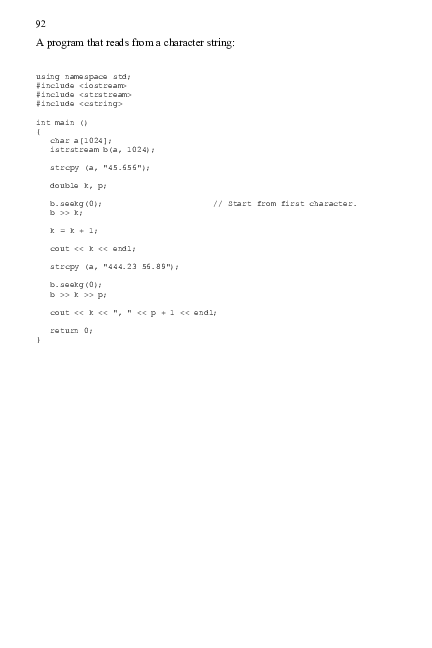 92
A program that reads from a character string:
using namespace std;
#include <iostream>
#include <strstream>
#include <cstring>
int main ()
{
char a[1024];
istrstream b(a, 1024);
strcpy (a, "45.656");
double k, p;
b.seekg(0); // Start from first character.
b >> k;
k = k + 1;
cout << k << endl;
strcpy (a, "444.23 56.89");
b.seekg(0);
b >> k >> p;
cout << k << ", " << p + 1 << endl;
return 0;
}